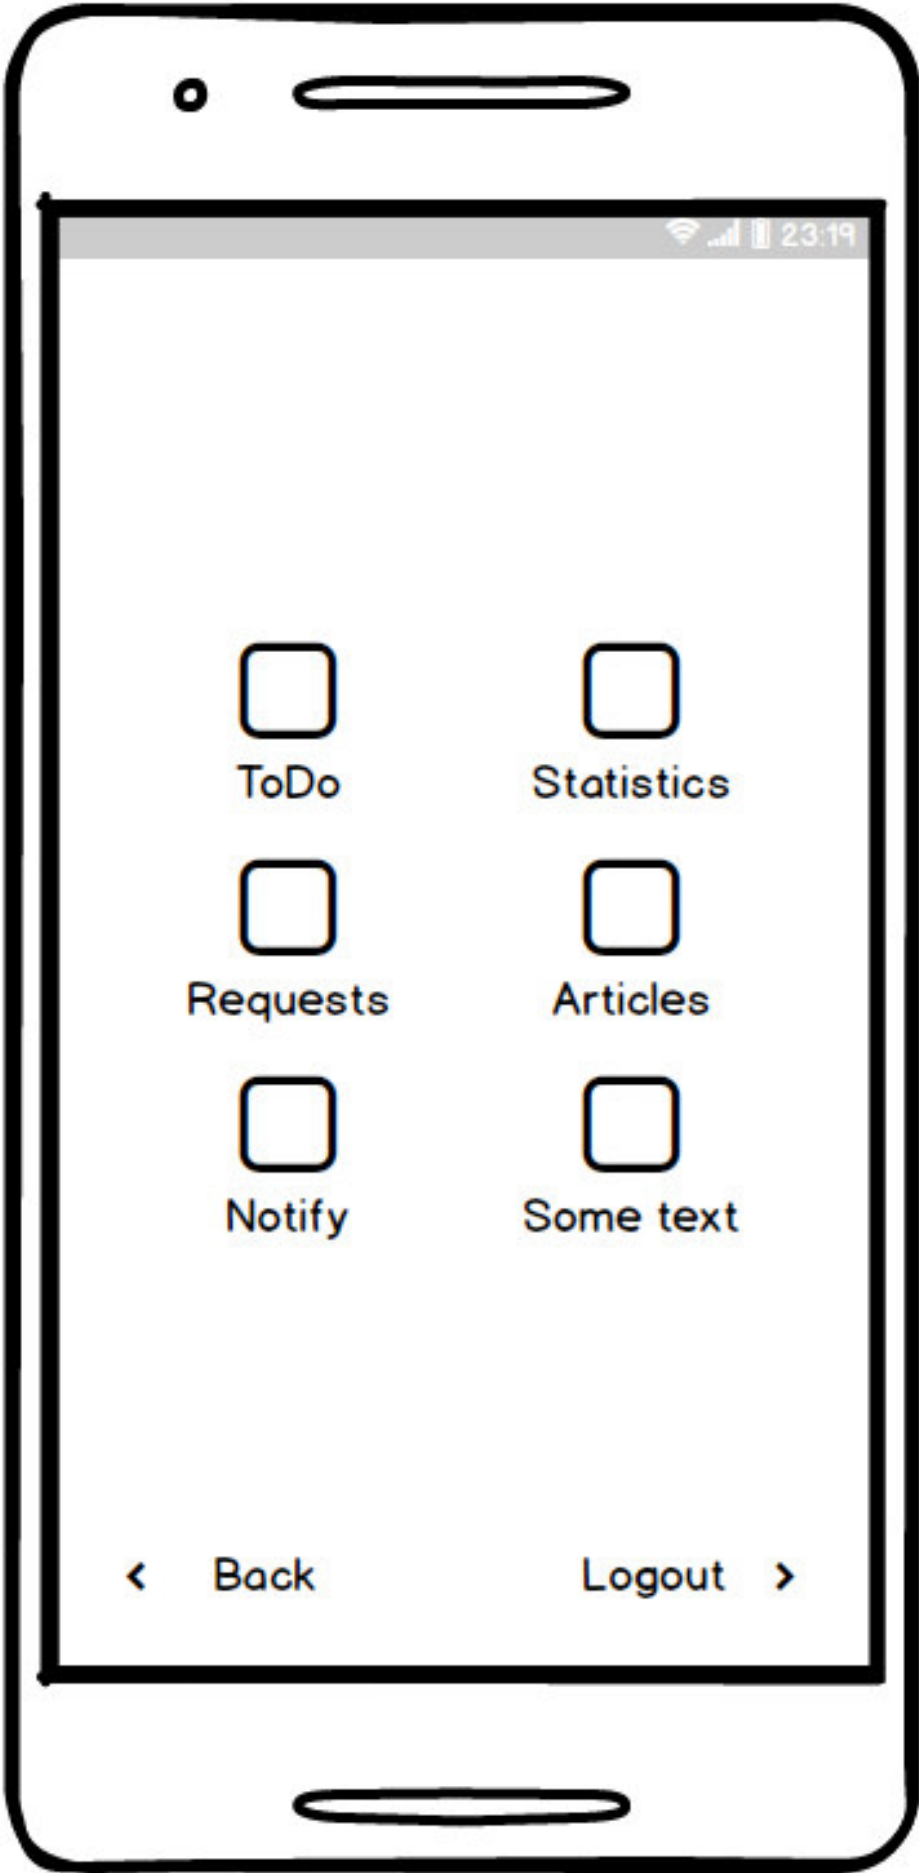 23:19
ToDo Statistics
Requests Articles
Notify Some text
< Back Logout >